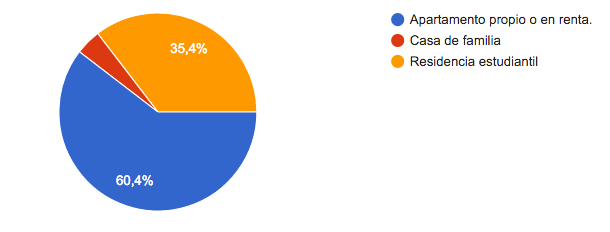 35,4%
60,4%
Apartamento propio o en renta.
Casa de familia
Residencia estudiantil